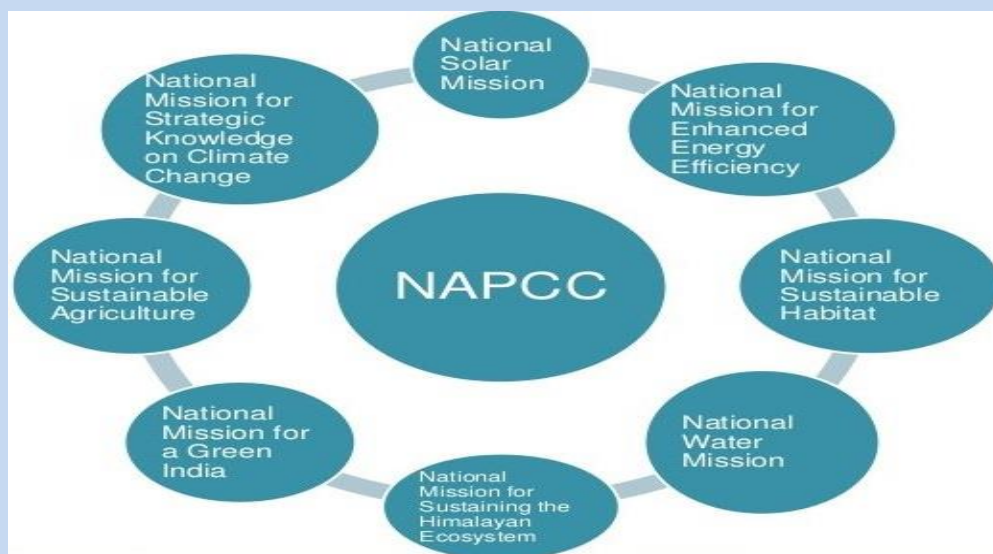 National
Solar
Mission
National
Mission for
Enhanced
Energy
Efficiency
National
Mission for
Sustainable
Habitat
National
Water
Mission
National
Mission for
Sustaining the
Himalayan
Ecosystem
National
Mission for
a Green
India
National
Mission for
Sustainable
Agriculture
National
Mission for
Strategic
Knowledge
on Climate
Change
NAPCC